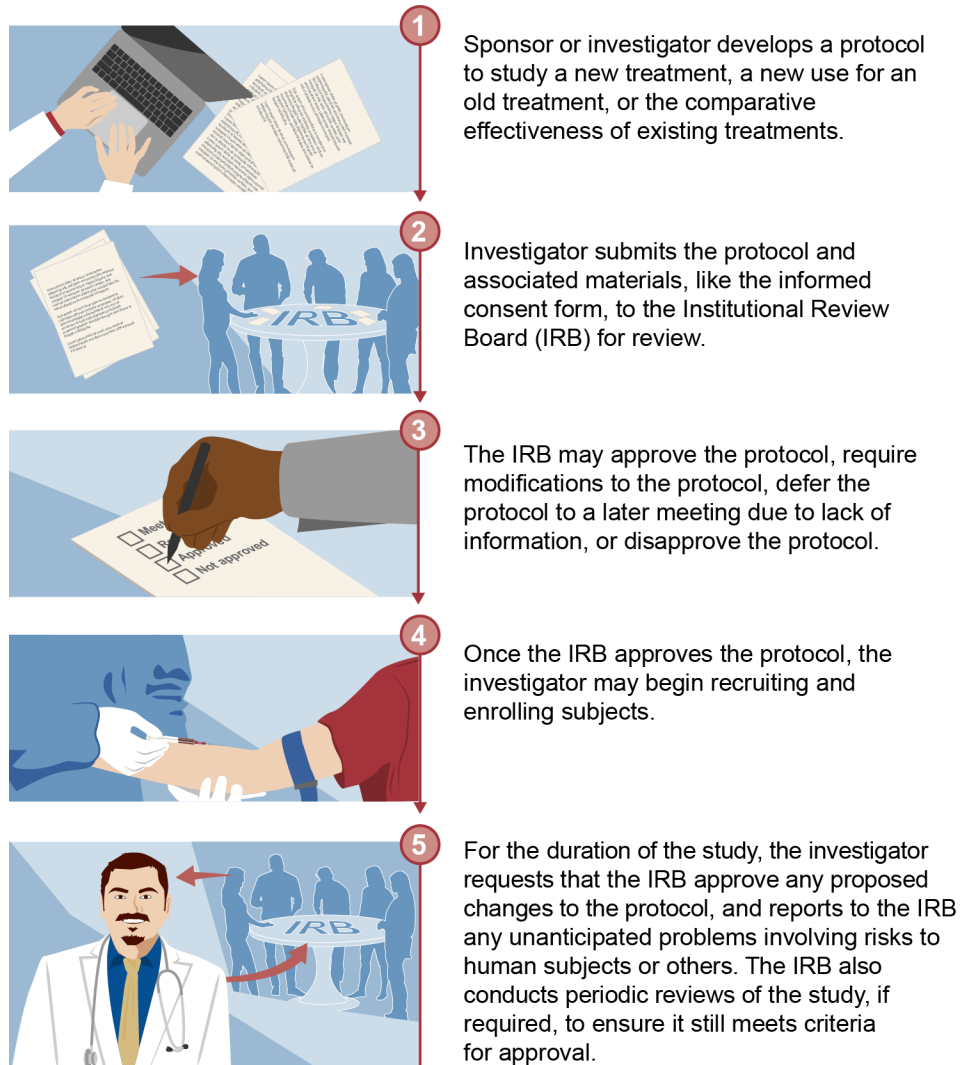 1
Sponsor or investigator develops a protocol
to study a new treatment, a new use for an
old treatment, or the comparative
effectiveness of existing treatments.
2
IRB
Investigator submits the protocol and
associated materials, like the informed
consent form, to the Institutional Review
Board (IRB) for review.
3
Approved
Not approved
The IRB may approve the protocol, require
modifications to the protocol, defer the
protocol to a later meeting due to lack of
information, or disapprove the protocol.
4
Once the IRB approves the protocol, the
investigator may begin recruiting and
enrolling subjects.
5
IRB
For the duration of the study, the investigator
requests that the IRB approve any proposed
changes to the protocol, and reports to the IRB
any unanticipated problems involving risks to
human subjects or others. The IRB also
conducts periodic reviews of the study, if
required, to ensure it still meets criteria
for approval.